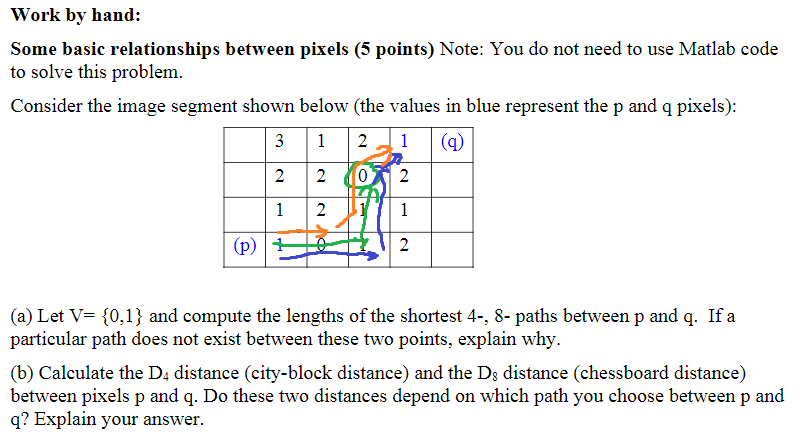 Work by hand:
Some basic relationships between pixels (5 points) Note: You do not need to use Matlab code
to solve this problem.
Consider the image segment shown below (the values in blue represent the p and q pixels):
3 1 2 1 (q)
2 2 0 2
1 2 1 1
(p) 1 0 1 2
(a) Let V= {0,1} and compute the lengths of the shortest 4-, 8- paths between p and q. If a
particular path does not exist between these two points, explain why.
(b) Calculate the D4 distance (city-block distance) and the D8 distance (chessboard distance)
between pixels p and q. Do these two distances depend on which path you choose between p and
q? Explain your answer.